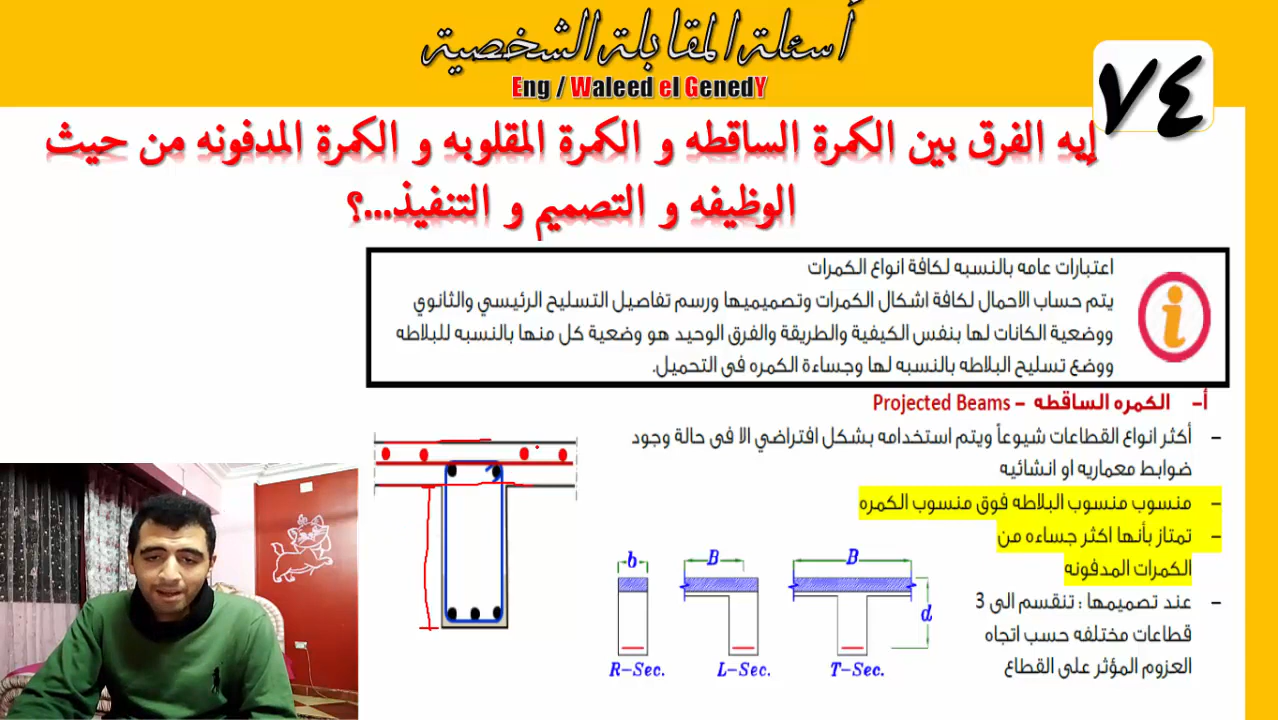 أسئلة المقابلة الشخصية
Eng / Waleed el GenedY
٧٤
إيه الفرق بين الكمرة الساقطه و الكمرة المقلوبه و الكمرة المدفونه من حيث
الوظيفه و التصميم و التنفيذ...؟
اعتبارات عامه بالنسبه لكافة انواع الكمرات
يتم حساب الاحمال لكافة اشكال الكمرات وتصميميها ورسم تفاصيل التسليح الرئيسي والثانوي
ووضعية الكانات لها بنفس الكيفية والطريقة والفرق الوحيد هو وضعية كل منها بالنسبه للبلاطه
ووضع تسليح البلاطه بالنسبه لها وجساءة الكمره فى التحميل.
أ- الكمره الساقطه – Projected Beams
- أكثر انواع القطاعات شيوعاً ويتم استخدامه بشكل افتراضي الا فى حالة وجود
ضوابط معماريه او انشائيه
- منسوب منسوب البلاطه فوق منسوب الكمره
- تمتاز بأنها اكثر جساءه من
الكمرات المدفونه
- عند تصميمها : تنقسم الى 3
قطاعات مختلفه حسب اتجاه
العزوم المؤثر على القطاع
b
B
B
d
R-Sec.
L-Sec.
T-Sec.